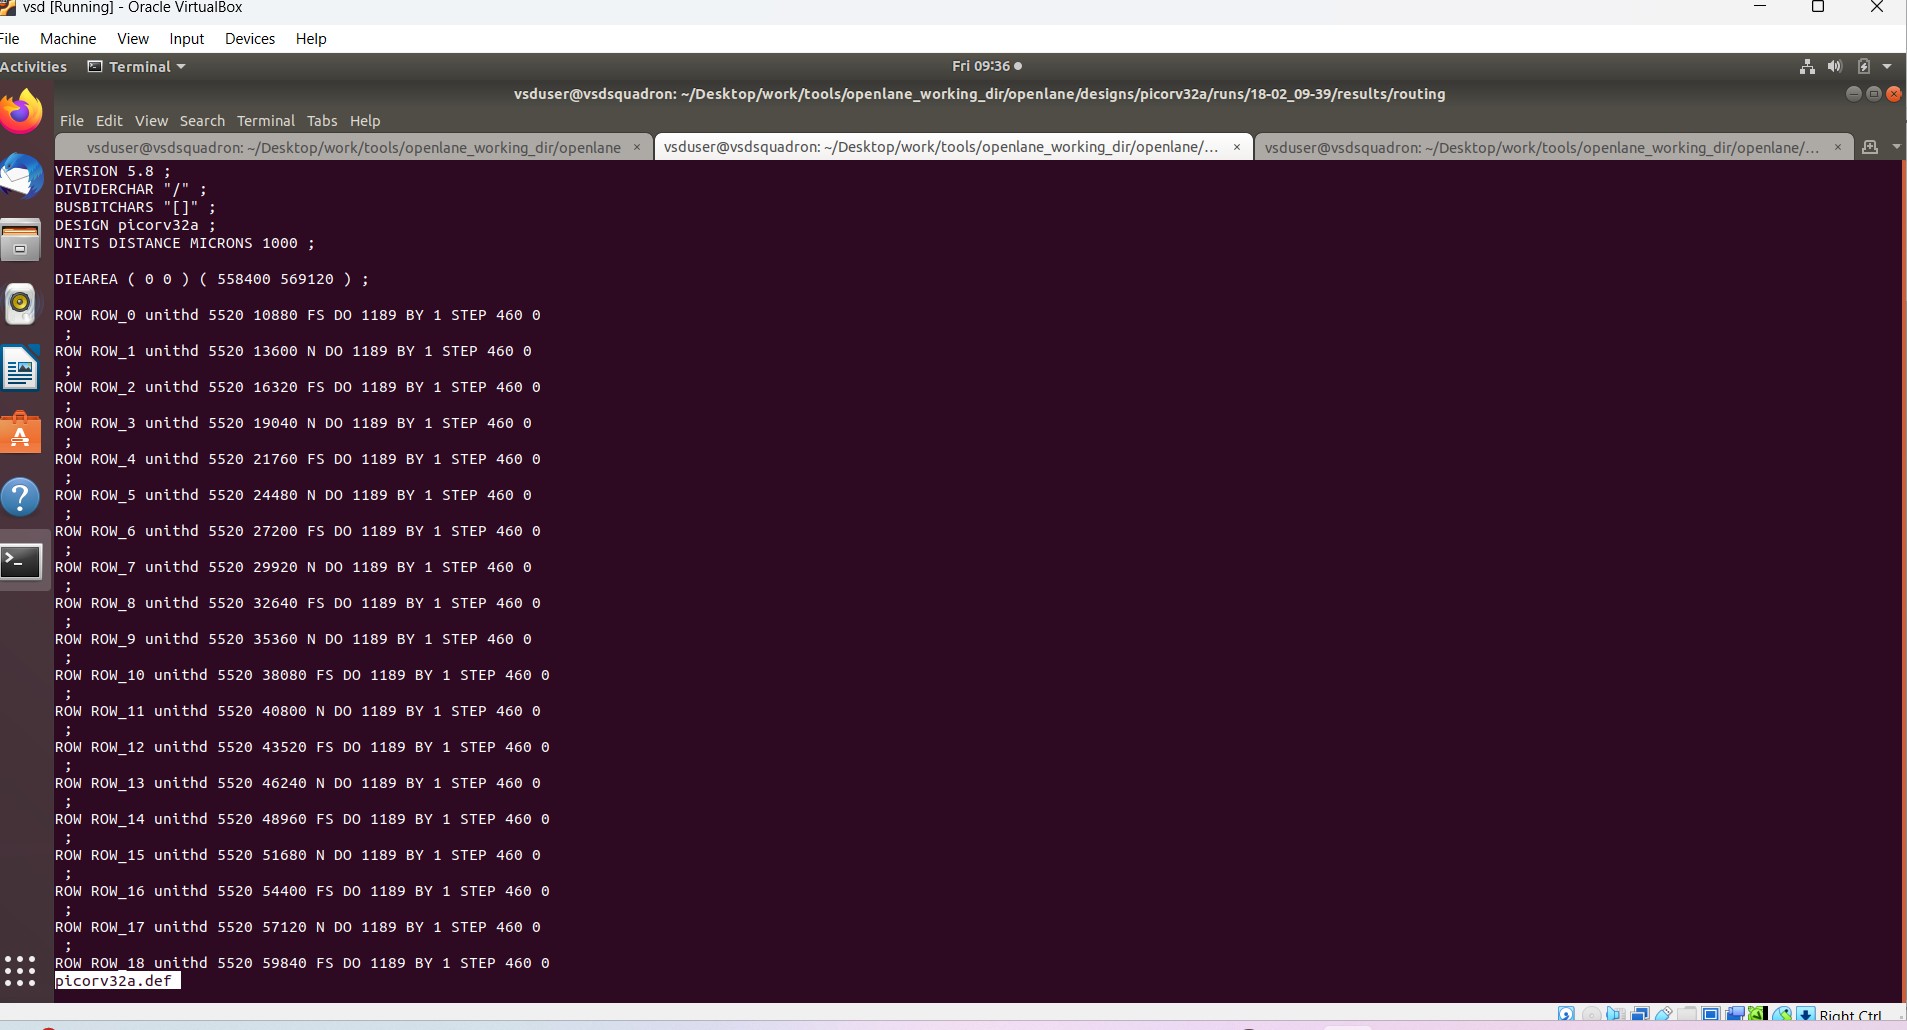 vsd [Running] - Oracle VirtualBox
File Machine View Input Devices Help
Activities Terminal Fri 09:36
vsduser@vsdsquadron: ~/Desktop/work/tools/openlane_working_dir/openlane/designs/picorv32a/runs/18-02_09-39/results/routing
File Edit View Search Terminal Tabs Help
vsduser@vsdsquadron: ~/Desktop/work/tools/openlane_working_dir/openlane × vsduser@vsdsquadron: ~/Desktop/work/tools/openlane_working_dir/openlane/... × vsduser@vsdsquadron: ~/Desktop/work/tools/openlane_working_dir/openlane/... ×
VERSION 5.8 ;
DIVIDERCHAR "/" ;
BUSBITCHARS "[]" ;
DESIGN picorv32a ;
UNITS DISTANCE MICRONS 1000 ;
DIEAREA ( 0 0 ) ( 558400 569120 ) ;
ROW ROW_0 unithd 5520 10880 FS DO 1189 BY 1 STEP 460 0
;
ROW ROW_1 unithd 5520 13600 N DO 1189 BY 1 STEP 460 0
;
ROW ROW_2 unithd 5520 16320 FS DO 1189 BY 1 STEP 460 0
;
ROW ROW_3 unithd 5520 19040 N DO 1189 BY 1 STEP 460 0
;
ROW ROW_4 unithd 5520 21760 FS DO 1189 BY 1 STEP 460 0
;
ROW ROW_5 unithd 5520 24480 N DO 1189 BY 1 STEP 460 0
;
ROW ROW_6 unithd 5520 27200 FS DO 1189 BY 1 STEP 460 0
;
ROW ROW_7 unithd 5520 29920 N DO 1189 BY 1 STEP 460 0
;
ROW ROW_8 unithd 5520 32640 FS DO 1189 BY 1 STEP 460 0
;
ROW ROW_9 unithd 5520 35360 N DO 1189 BY 1 STEP 460 0
;
ROW ROW_10 unithd 5520 38080 FS DO 1189 BY 1 STEP 460 0
;
ROW ROW_11 unithd 5520 40800 N DO 1189 BY 1 STEP 460 0
;
ROW ROW_12 unithd 5520 43520 FS DO 1189 BY 1 STEP 460 0
;
ROW ROW_13 unithd 5520 46240 N DO 1189 BY 1 STEP 460 0
;
ROW ROW_14 unithd 5520 48960 FS DO 1189 BY 1 STEP 460 0
;
ROW ROW_15 unithd 5520 51680 N DO 1189 BY 1 STEP 460 0
;
ROW ROW_16 unithd 5520 54400 FS DO 1189 BY 1 STEP 460 0
;
ROW ROW_17 unithd 5520 57120 N DO 1189 BY 1 STEP 460 0
;
ROW ROW_18 unithd 5520 59840 FS DO 1189 BY 1 STEP 460 0
picorv32a.def
Right Ctrl